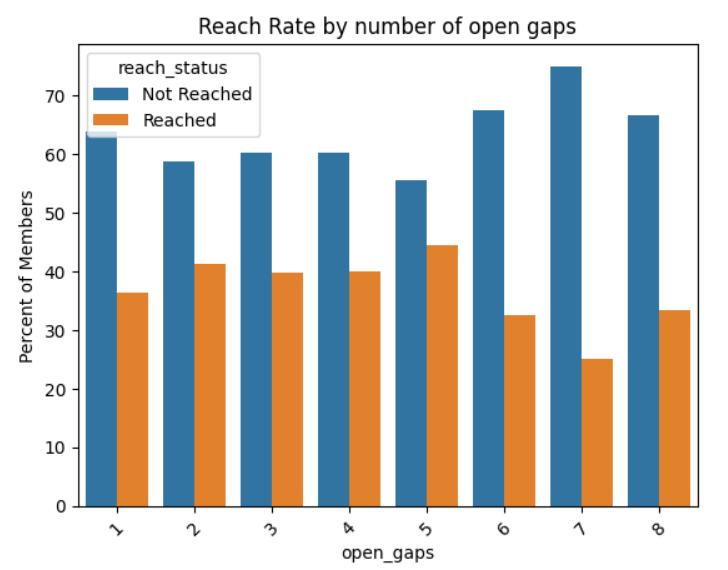 Reach Rate by number of open gaps
reach_status
Not Reached
Reached
Percent of Members
70
60
50
40
30
20
10
0
1 2 3 4 5 6 7 8
open_gaps